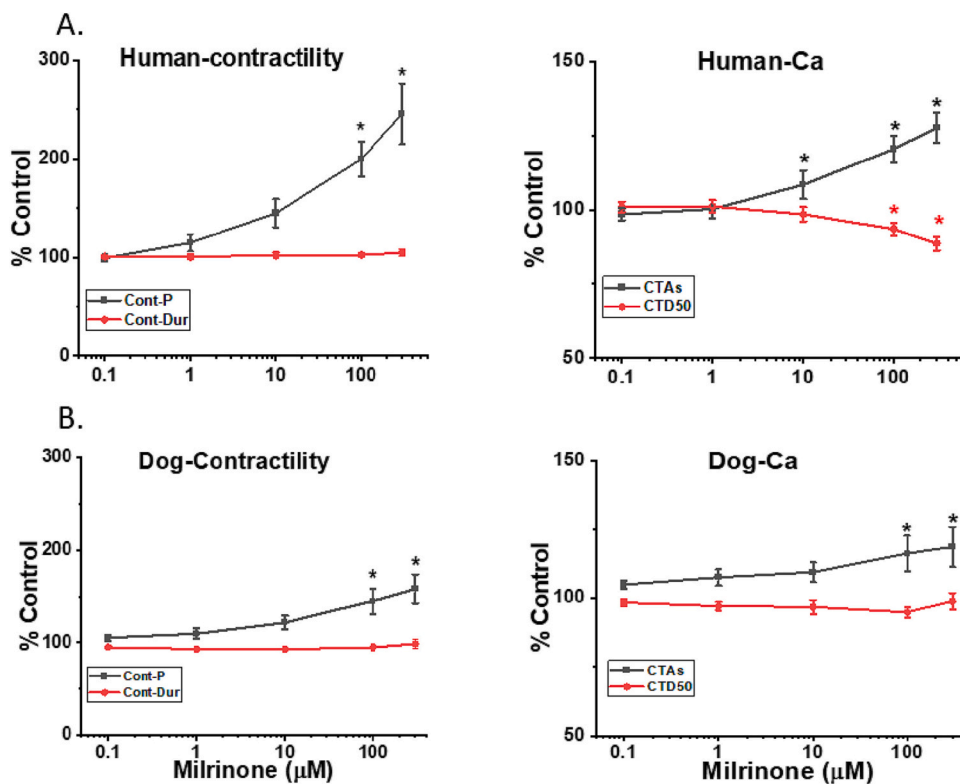 A.
Human-contractility
300
200
100
0
% Control
* *
Cont-P
Cont-Dur
0.1 1 10 100
Human-Ca
150
100
50
% Control
* * *
* *
CTAs
CTD50
0.1 1 10 100
B.
Dog-Contractility
300
200
100
0
% Control
* *
Cont-P
Cont-Dur
0.1 1 10 100
Milrinone (μM)
Dog-Ca
150
100
50
% Control
* *
CTAs
CTD50
0.1 1 10 100
Milrinone (μM)